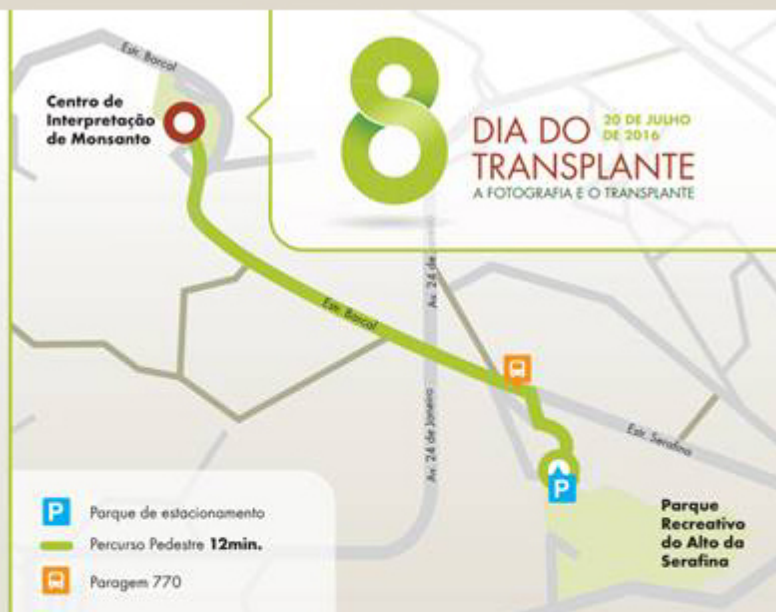 Estr. Barcal
Centro de
Interpretação
de Monsanto
8
DIA DO
20 DE JULHO
DE 2016
TRANSPLANTE
A FOTOGRAFIA E O TRANSPLANTE
Av. 24 de
Estr. Barcal
Av. 24 de Janeiro
Estr. Serafina
P
Parque
Recreativo
do Alto da
Serafina
P Parque de estacionamento
Percurso Pedestre 12min.
Paragem 770